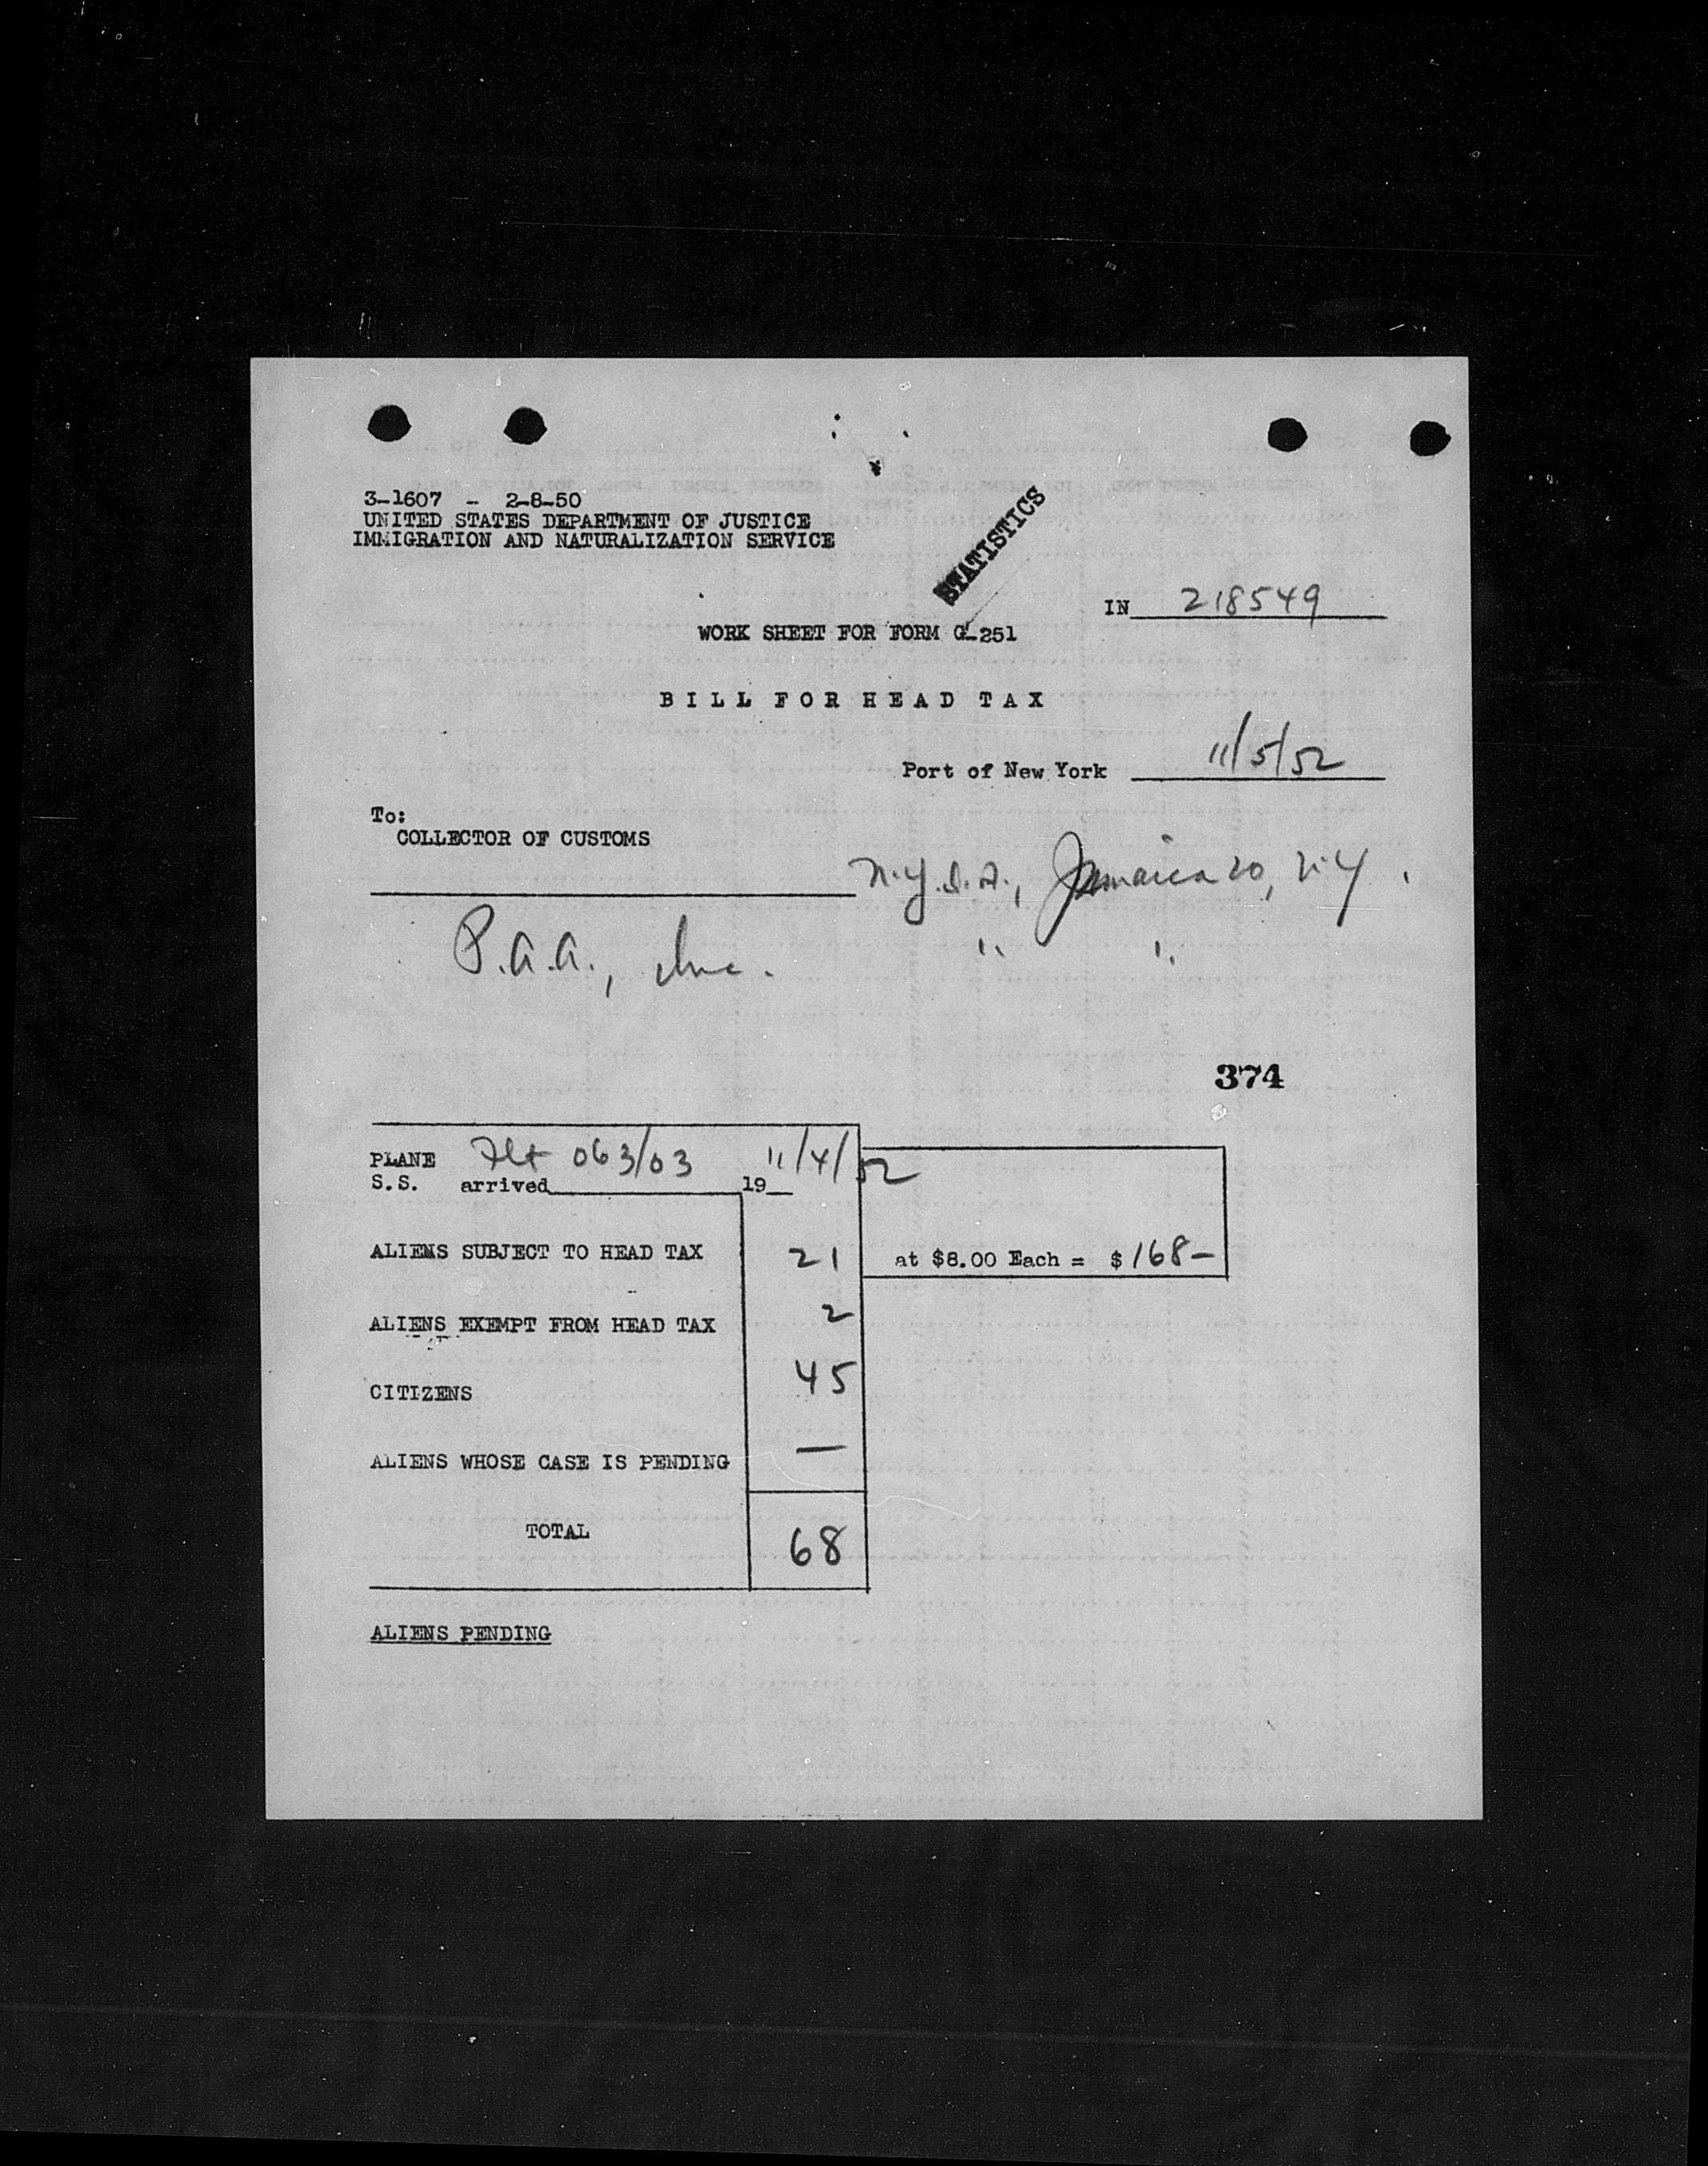 3-1607 - 2-8-50
UNITED STATES DEPARTMENT OF JUSTICE
IMMIGRATION AND NATURALIZATION SERVICE
STATISTICS
IN 218549
WORK SHEET FOR FORM G-251
BILL FOR HEAD TAX
Port of New York 11/5/52
To:
COLLECTOR OF CUSTOMS
N.Y.I.A., Jamaica 20, N.Y.
P.A.A., Inc. " "
374
PLANE Flt 063/03 11/4/52
S.S. arrived 19
ALIENS SUBJECT TO HEAD TAX 21 at $8.00 Each = $168-
ALIENS EXEMPT FROM HEAD TAX 2
CITIZENS 45
ALIENS WHOSE CASE IS PENDING —
TOTAL 68
ALIENS PENDING